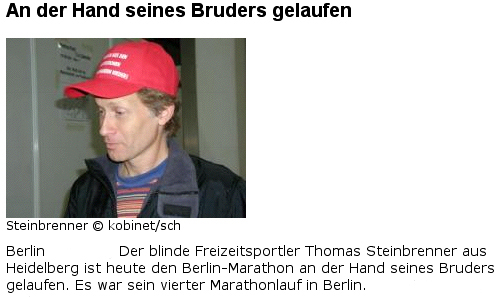 An der Hand seines Bruders gelaufen
Steinbrenner © kobinet/sch
Berlin Der blinde Freizeitsportler Thomas Steinbrenner aus
Heidelberg ist heute den Berlin-Marathon an der Hand seines Bruders
gelaufen. Es war sein vierter Marathonlauf in Berlin.